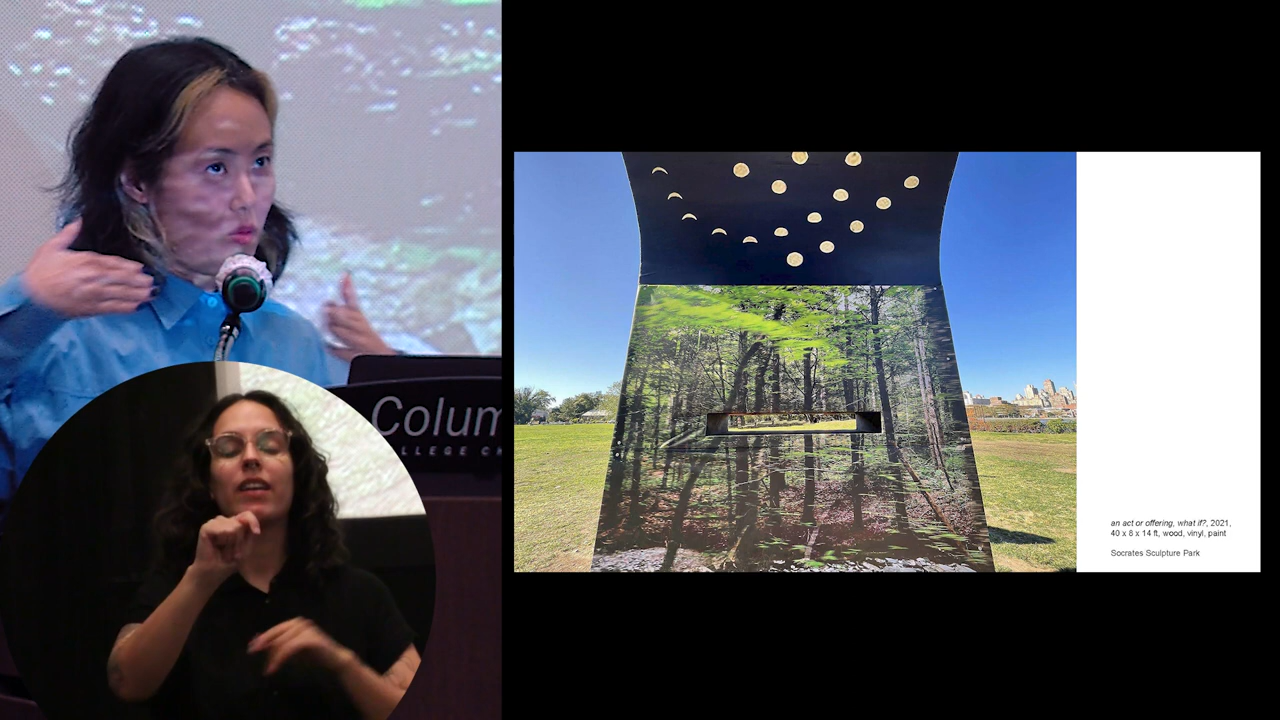 Colum
LLEGE CH
an act or offering, what if?, 2021,
40 x 8 x 14 ft, wood, vinyl, paint
Socrates Sculpture Park